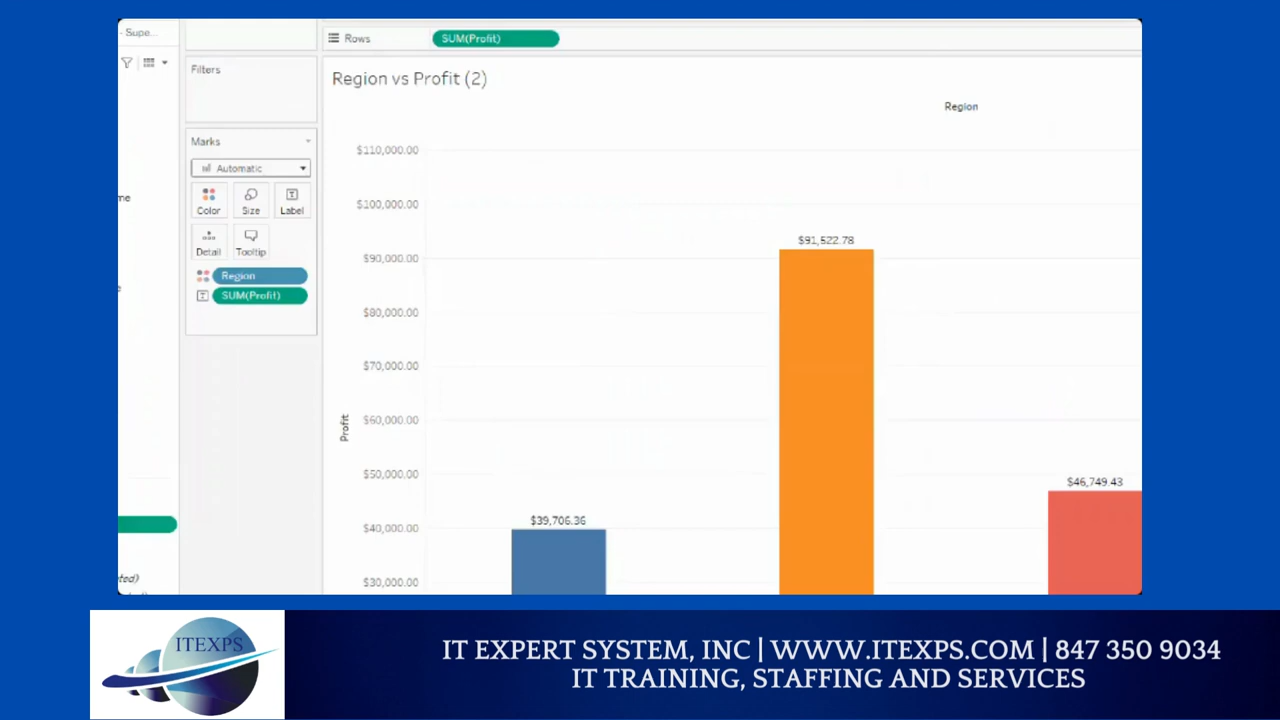 - Supe...
Rows
SUM(Profit)
Filters
Region vs Profit (2)
Region
Marks
Automatic
Color
Size
Label
Detail
Tooltip
Region
SUM(Profit)
me
e
ted)
$110,000.00
$100,000.00
$90,000.00
$80,000.00
$70,000.00
$60,000.00
$50,000.00
$40,000.00
$30,000.00
Profit
$39,706.36
$91,522.78
$46,749.43
ITEXPS
IT EXPERT SYSTEM, INC | WWW.ITEXPS.COM | 847 350 9034
IT TRAINING, STAFFING AND SERVICES